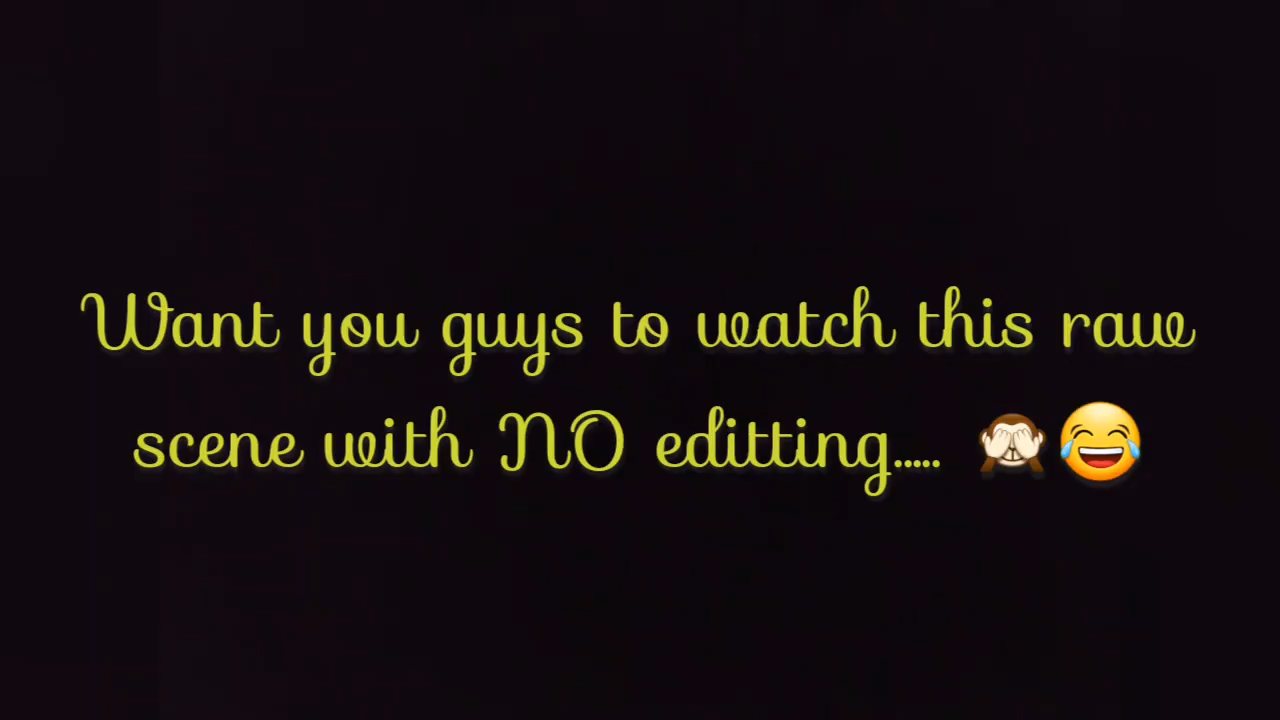 Want you guys to watch this raw
scene with NO editting..... 🙈😂